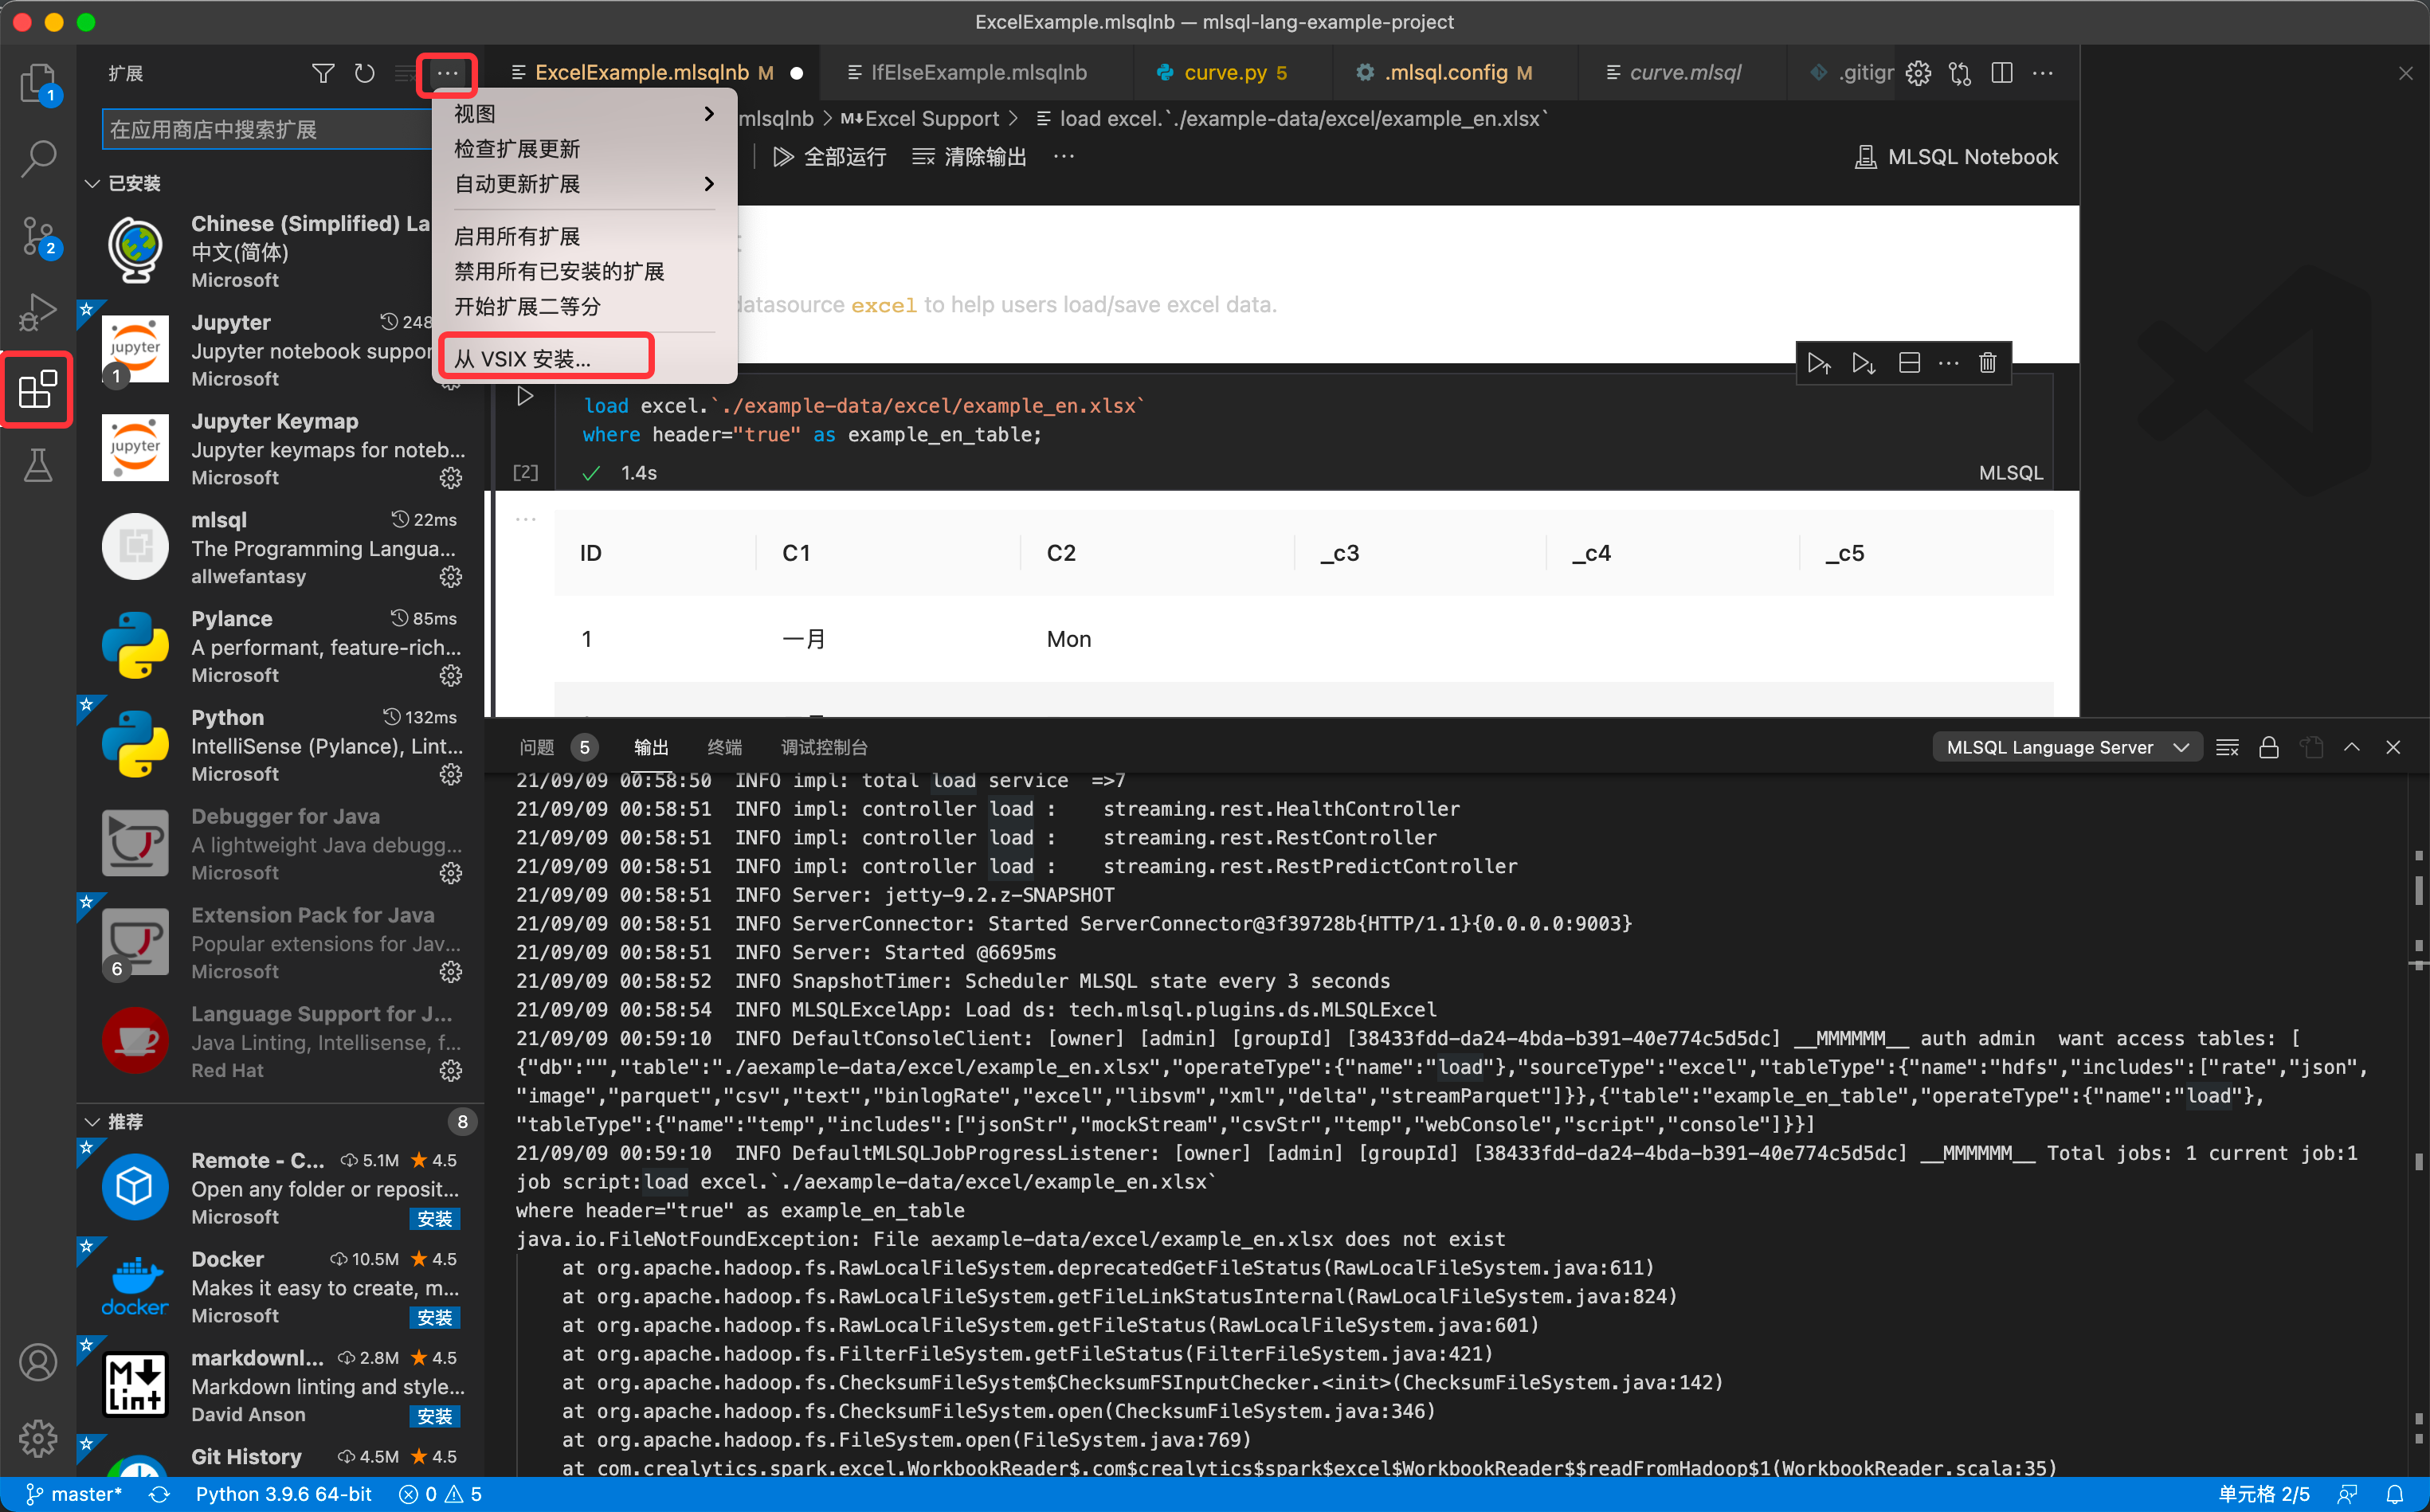 ExcelExample.mlsqlnb — mlsql-lang-example-project
扩展
在应用商店中搜索扩展
已安装
Chinese (Simplified) La
中文(简体)
Microsoft
Jupyter 248
Jupyter notebook suppor
Microsoft
1
Jupyter Keymap
Jupyter keymaps for noteb...
Microsoft
mlsql 22ms
The Programming Langua...
allwefantasy
Pylance 85ms
A performant, feature-rich...
Microsoft
Python 132ms
IntelliSense (Pylance), Lint...
Microsoft
Debugger for Java
A lightweight Java debugg...
Microsoft
Extension Pack for Java
Popular extensions for Jav...
Microsoft
6
Language Support for J...
Java Linting, Intellisense, f...
Red Hat
推荐 8
Remote - C... 5.1M ★ 4.5
Open any folder or reposit...
Microsoft 安装
Docker 10.5M ★ 4.5
Makes it easy to create, m...
Microsoft 安装
docker
markdownl... 2.8M ★ 4.5
Markdown linting and style...
David Anson 安装
M Lint
Git History 4.5M ★ 4.5
1
2
jupyter
jupyter
视图
检查扩展更新
自动更新扩展
启用所有扩展
禁用所有已安装的扩展
开始扩展二等分
从 VSIX 安装...
ExcelExample.mlsqlnb M
IfElseExample.mlsqlnb
curve.py 5
.mlsql.config M
curve.mlsql
.gitigr
mlsqlnb > M↓Excel Support > load excel.`./example-data/excel/example_en.xlsx`
全部运行 清除输出 ···
MLSQL Notebook
datasource excel to help users load/save excel data.
load excel.`./example-data/excel/example_en.xlsx`
where header="true" as example_en_table;
[2] 1.4s MLSQL
ID C1 C2 _c3 _c4 _c5
1 一月 Mon
问题 5 输出 终端 调试控制台
MLSQL Language Server
21/09/09 00:58:50 INFO impl: total load service =>7
21/09/09 00:58:51 INFO impl: controller load : streaming.rest.HealthController
21/09/09 00:58:51 INFO impl: controller load : streaming.rest.RestController
21/09/09 00:58:51 INFO impl: controller load : streaming.rest.RestPredictController
21/09/09 00:58:51 INFO Server: jetty-9.2.z-SNAPSHOT
21/09/09 00:58:51 INFO ServerConnector: Started ServerConnector@3f39728b{HTTP/1.1}{0.0.0.0:9003}
21/09/09 00:58:51 INFO Server: Started @6695ms
21/09/09 00:58:52 INFO SnapshotTimer: Scheduler MLSQL state every 3 seconds
21/09/09 00:58:54 INFO MLSQLExcelApp: Load ds: tech.mlsql.plugins.ds.MLSQLExcel
21/09/09 00:59:10 INFO DefaultConsoleClient: [owner] [admin] [groupId] [38433fdd-da24-4bda-b391-40e774c5d5dc] __MMMMMM__ auth admin want access tables: [
{"db":"","table":"./aexample-data/excel/example_en.xlsx","operateType":{"name":"load"},"sourceType":"excel","tableType":{"name":"hdfs","includes":["rate","json",
"image","parquet","csv","text","binlogRate","excel","libsvm","xml","delta","streamParquet"]}},{"table":"example_en_table","operateType":{"name":"load"},
"tableType":{"name":"temp","includes":["jsonStr","mockStream","csvStr","temp","webConsole","script","console"]}}]
21/09/09 00:59:10 INFO DefaultMLSQLJobProgressListener: [owner] [admin] [groupId] [38433fdd-da24-4bda-b391-40e774c5d5dc] __MMMMMM__ Total jobs: 1 current job:1
job script:load excel.`./aexample-data/excel/example_en.xlsx`
where header="true" as example_en_table
java.io.FileNotFoundException: File aexample-data/excel/example_en.xlsx does not exist
at org.apache.hadoop.fs.RawLocalFileSystem.deprecatedGetFileStatus(RawLocalFileSystem.java:611)
at org.apache.hadoop.fs.RawLocalFileSystem.getFileLinkStatusInternal(RawLocalFileSystem.java:824)
at org.apache.hadoop.fs.RawLocalFileSystem.getFileStatus(RawLocalFileSystem.java:601)
at org.apache.hadoop.fs.FilterFileSystem.getFileStatus(FilterFileSystem.java:421)
at org.apache.hadoop.fs.ChecksumFileSystem$ChecksumFSInputChecker.<init>(ChecksumFileSystem.java:142)
at org.apache.hadoop.fs.ChecksumFileSystem.open(ChecksumFileSystem.java:346)
at org.apache.hadoop.fs.FileSystem.open(FileSystem.java:769)
at com.crealytics.spark.excel.WorkbookReader$.com$crealytics$spark$excel$WorkbookReader$$readFromHadoop$1(WorkbookReader.scala:35)
master* Python 3.9.6 64-bit 0 5 单元格 2/5